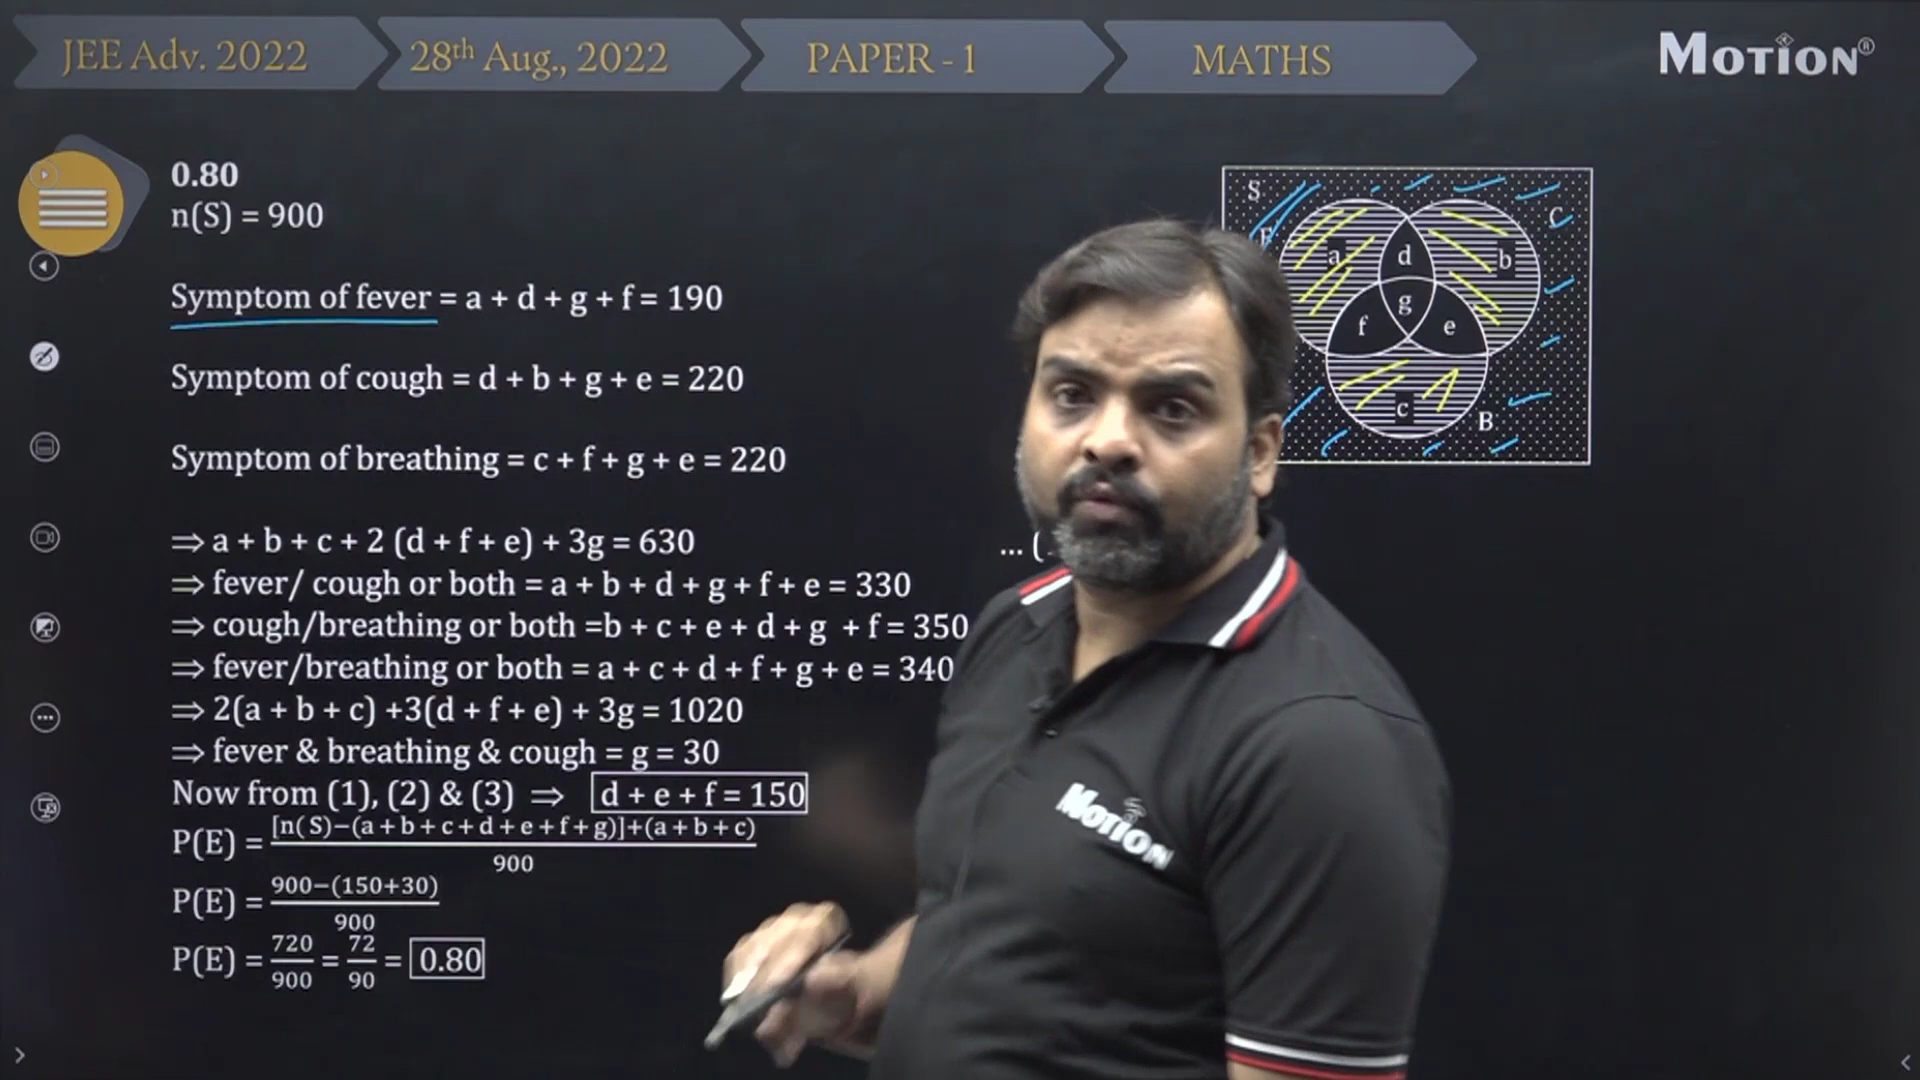 JEE Adv. 2022
28th Aug., 2022
PAPER - 1
MATHS
MOTION®
0.80
n(S) = 900
Symptom of fever = a + d + g + f = 190
Symptom of cough = d + b + g + e = 220
Symptom of breathing = c + f + g + e = 220
⇒ a + b + c + 2 (d + f + e) + 3g = 630
... (
⇒ fever/ cough or both = a + b + d + g + f + e = 330
⇒ cough/breathing or both =b + c + e + d + g + f = 350
⇒ fever/breathing or both = a + c + d + f + g + e = 340
⇒ 2(a + b + c) +3(d + f + e) + 3g = 1020
⇒ fever & breathing & cough = g = 30
Now from (1), (2) & (3) ⇒ d + e + f = 150
P(E) = [n(S)−(a+b+c+d+e+f+g)]+(a+b+c) / 900
P(E) = 900−(150+30) / 900
P(E) = 720/900 = 72/90 = 0.80
S
F
C
a
d
b
g
f
e
c
B
MOTION